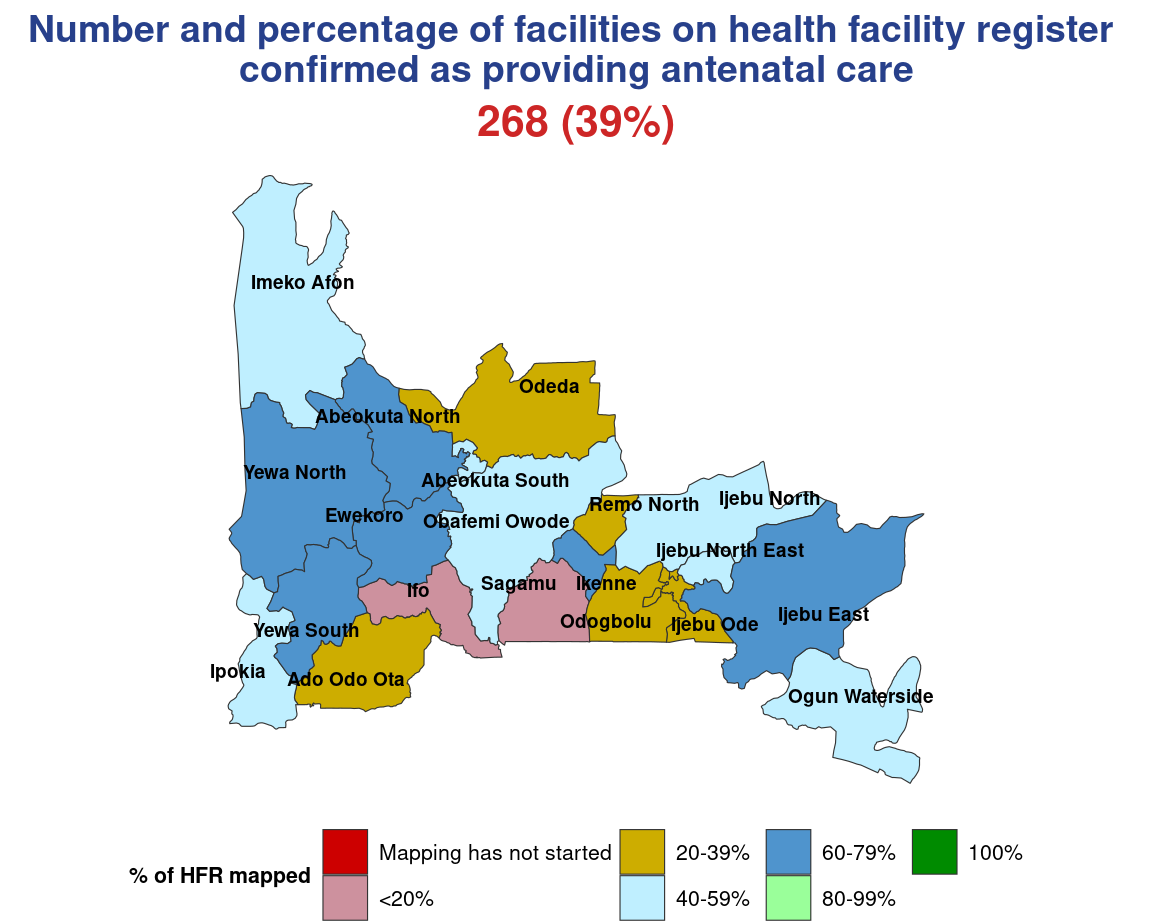 Number and percentage of facilities on health facility register
confirmed as providing antenatal care
268 (39%)
Imeko Afon
Odeda
Abeokuta North
Yewa North
Abeokuta South
Ijebu North
Remo North
Ewekoro
Obafemi Owode
Ijebu North East
Sagamu
Ikenne
Ifo
Ijebu East
Odogbolu
Ijebu Ode
Yewa South
Ipokia
Ado Odo Ota
Ogun Waterside
% of HFR mapped
Mapping has not started
<20%
20-39%
40-59%
60-79%
80-99%
100%